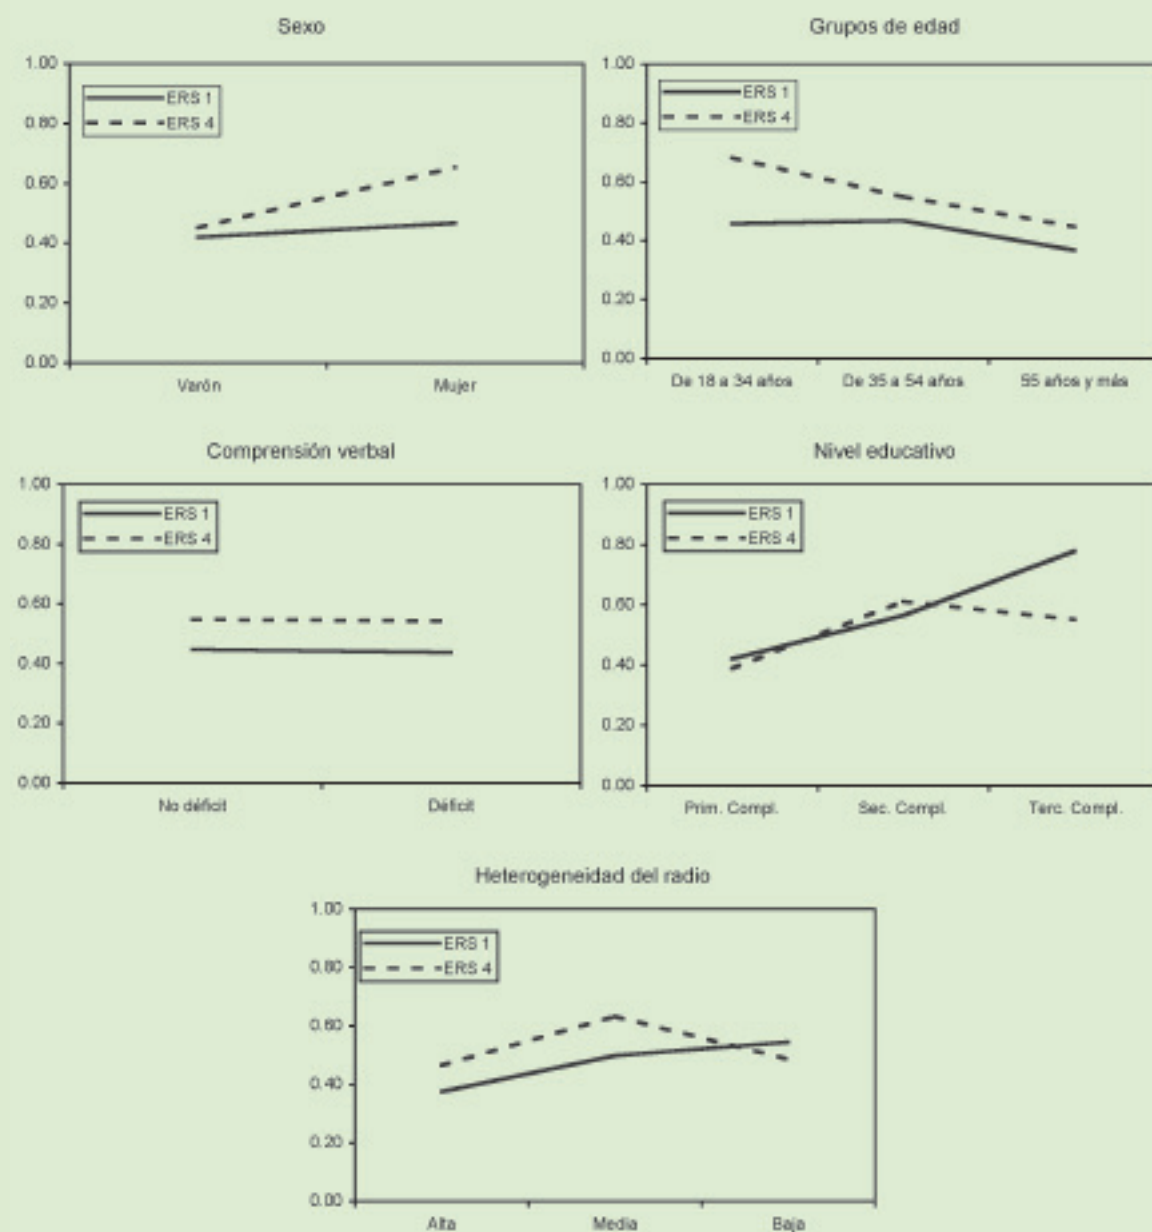 Sexo
1.00
0.80
0.60
0.40
0.20
0.00
ERS 1
ERS 4
Varón
Mujer
Grupos de edad
1.00
0.80
0.60
0.40
0.20
0.00
ERS 1
ERS 4
De 18 a 34 años
De 35 a 54 años
55 años y más
Comprensión verbal
1.00
0.80
0.60
0.40
0.20
0.00
ERS 1
ERS 4
No déficit
Déficit
Nivel educativo
1.00
0.80
0.60
0.40
0.20
0.00
ERS 1
ERS 4
Prim. Compl.
Sec. Compl.
Terc. Compl.
Heterogeneidad del radio
1.00
0.80
0.60
0.40
0.20
0.00
ERS 1
ERS 4
Alta
Media
Baja